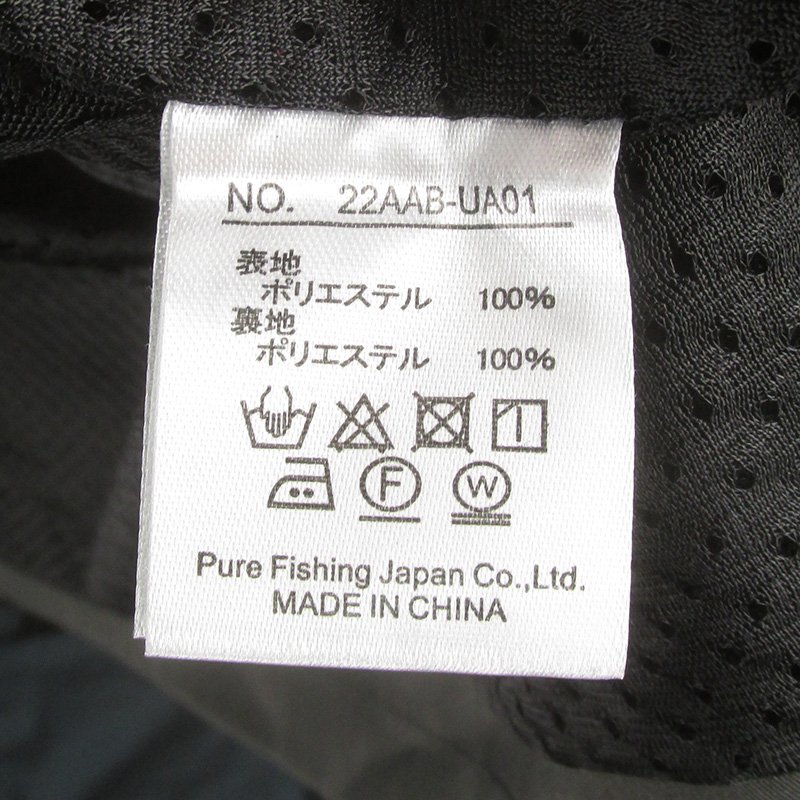 NO. 22AAB-UA01
表地
ポリエステル 100%
裏地
ポリエステル 100%
F W
Pure Fishing Japan Co.,Ltd.
MADE IN CHINA